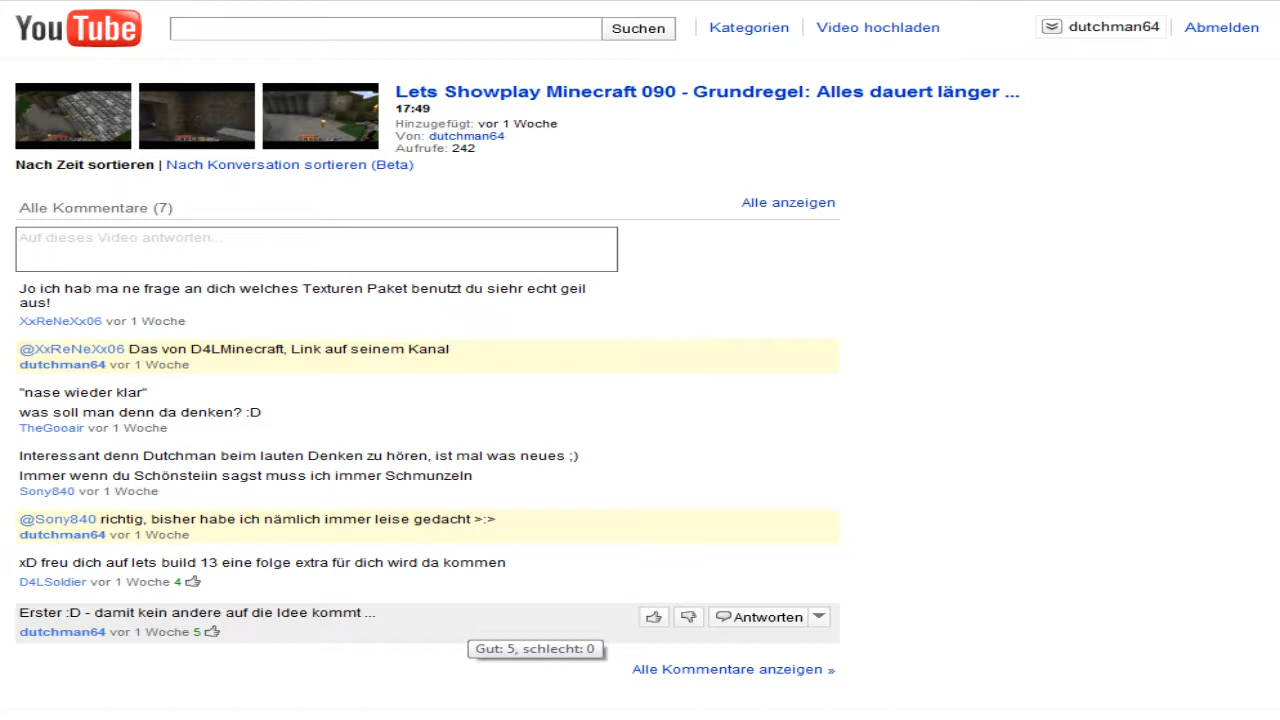 YouTube
Suchen
Kategorien
Video hochladen
dutchman64
Abmelden
Lets Showplay Minecraft 090 - Grundregel: Alles dauert länger ...
17:49
Hinzugefügt: vor 1 Woche
Von: dutchman64
Aufrufe: 242
Nach Zeit sortieren | Nach Konversation sortieren (Beta)
Alle Kommentare (7)
Alle anzeigen
Auf dieses Video antworten...
Jo ich hab ma ne frage an dich welches Texturen Paket benutzt du siehr echt geil
aus!
XxReNeXx06 vor 1 Woche
@XxReNeXx06 Das von D4LMinecraft, Link auf seinem Kanal
dutchman64 vor 1 Woche
"nase wieder klar"
was soll man denn da denken? :D
TheGooair vor 1 Woche
Interessant denn Dutchman beim lauten Denken zu hören, ist mal was neues ;)
Immer wenn du Schönsteiin sagst muss ich immer Schmunzeln
Sony840 vor 1 Woche
@Sony840 richtig, bisher habe ich nämlich immer leise gedacht >:>
dutchman64 vor 1 Woche
xD freu dich auf lets build 13 eine folge extra für dich wird da kommen
D4LSoldier vor 1 Woche 4
Erster :D - damit kein andere auf die Idee kommt ...
Antworten
dutchman64 vor 1 Woche 5
Gut: 5, schlecht: 0
Alle Kommentare anzeigen »